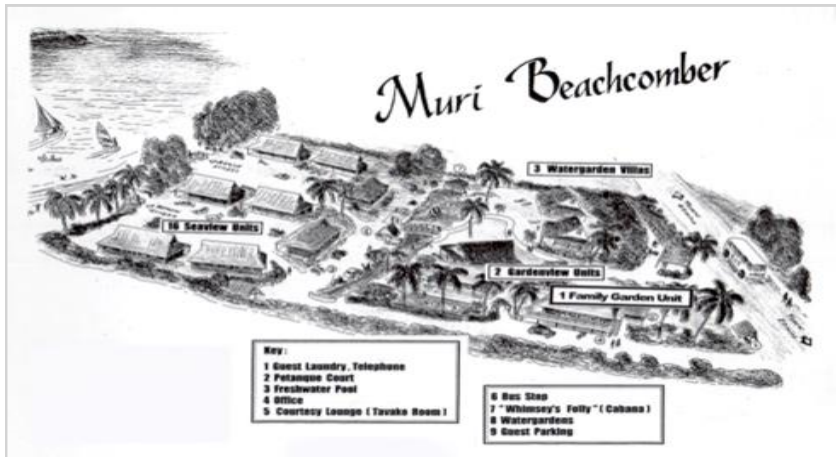 Muri Beachcomber
3 Watergarden Villas
16 Seaview Units
2 Gardenview Units
1 Family Garden Unit
Key:
1 Guest Laundry, Telephone
2 Petanque Court
3 Freshwater Pool
4 Office
5 Courtesy Lounge ( Tavake Room )
6 Bus Stop
7 "Whimsey's Folly" ( Cabana )
8 Watergardens
9 Guest Parking